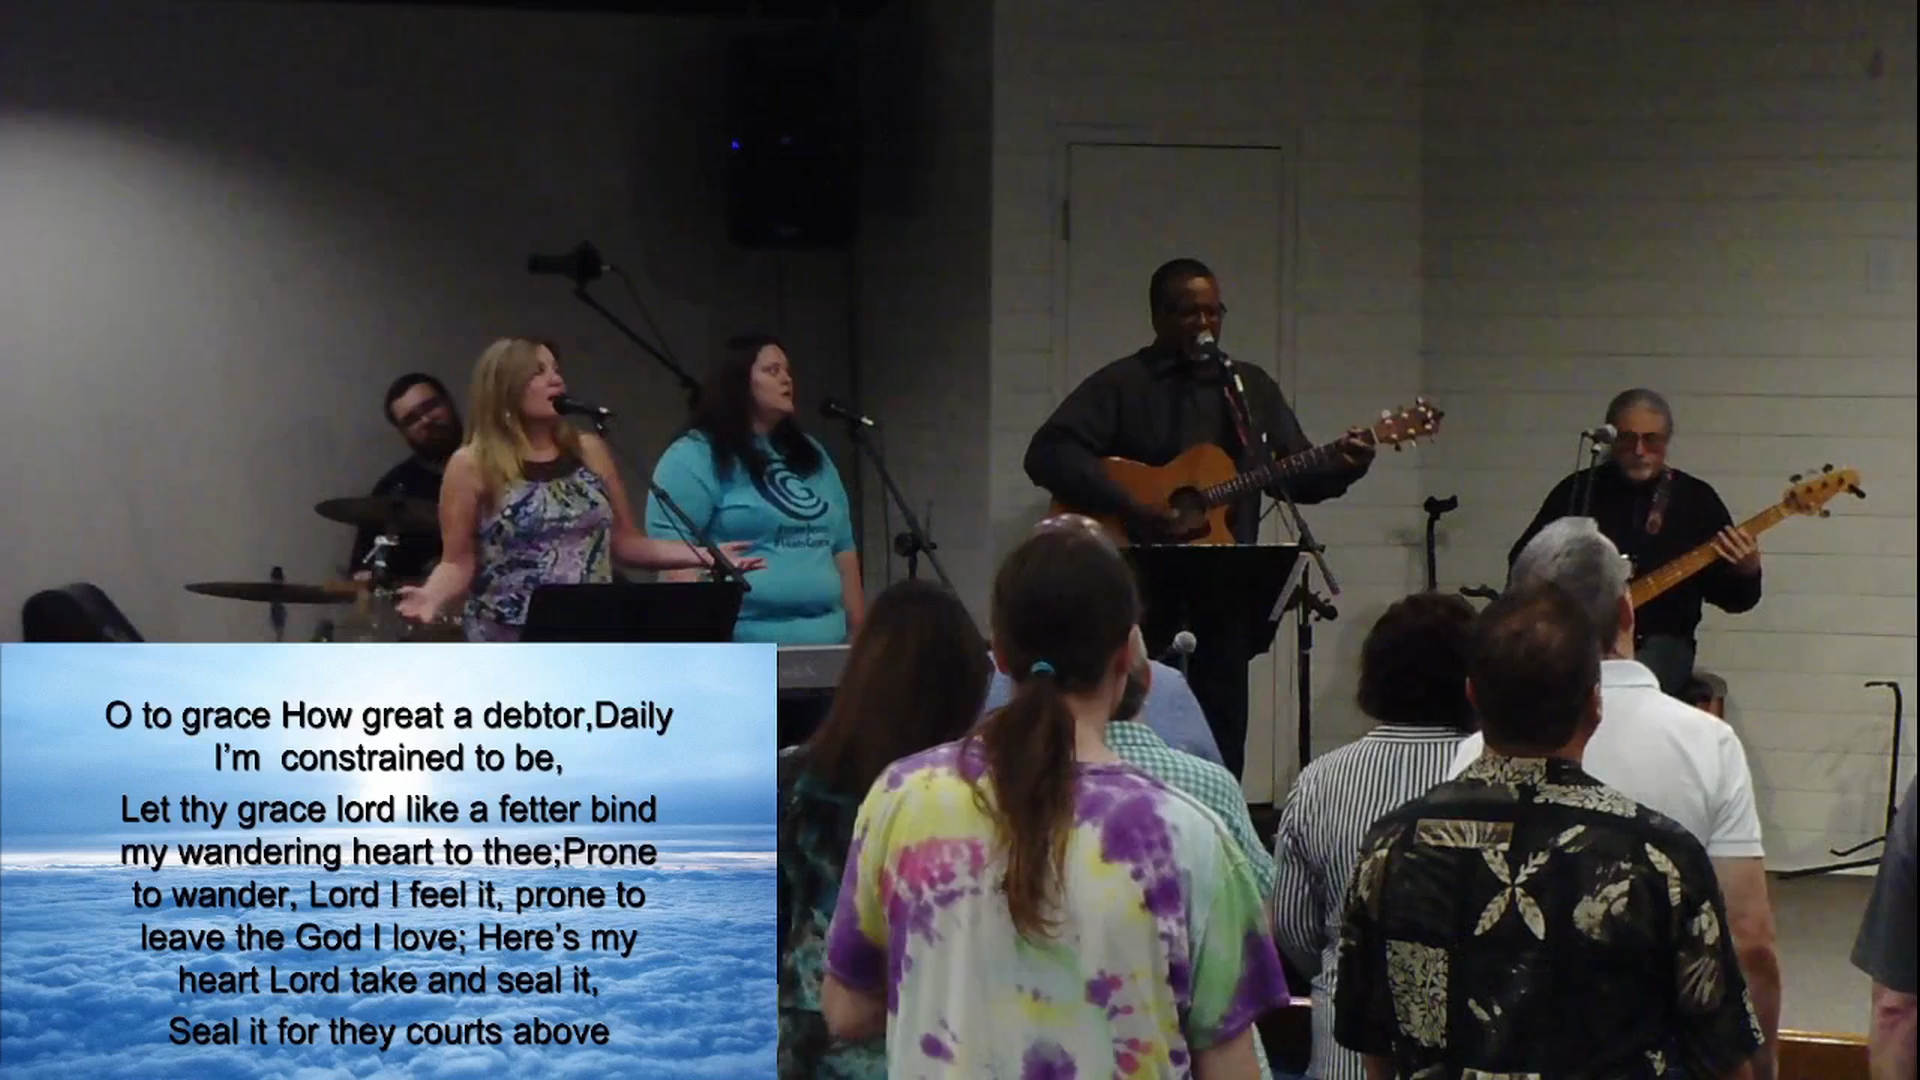 O to grace How great a debtor,Daily
I'm  constrained to be,
Let thy grace lord like a fetter bind
my wandering heart to thee;Prone
to wander, Lord I feel it, prone to
leave the God I love; Here's my
heart Lord take and seal it,
Seal it for they courts above